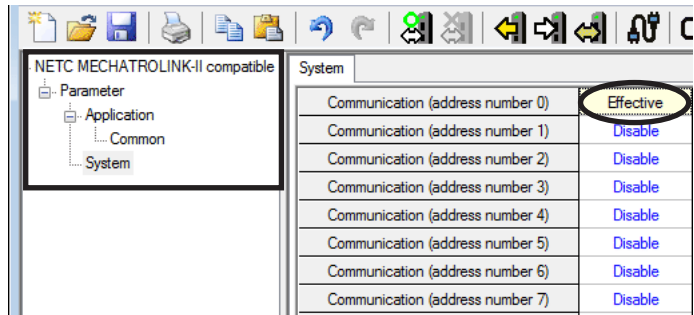 NETC MECHATROLINK-II compatible
Parameter
Application
Common
System
System
Communication (address number 0) Effective
Communication (address number 1) Disable
Communication (address number 2) Disable
Communication (address number 3) Disable
Communication (address number 4) Disable
Communication (address number 5) Disable
Communication (address number 6) Disable
Communication (address number 7) Disable